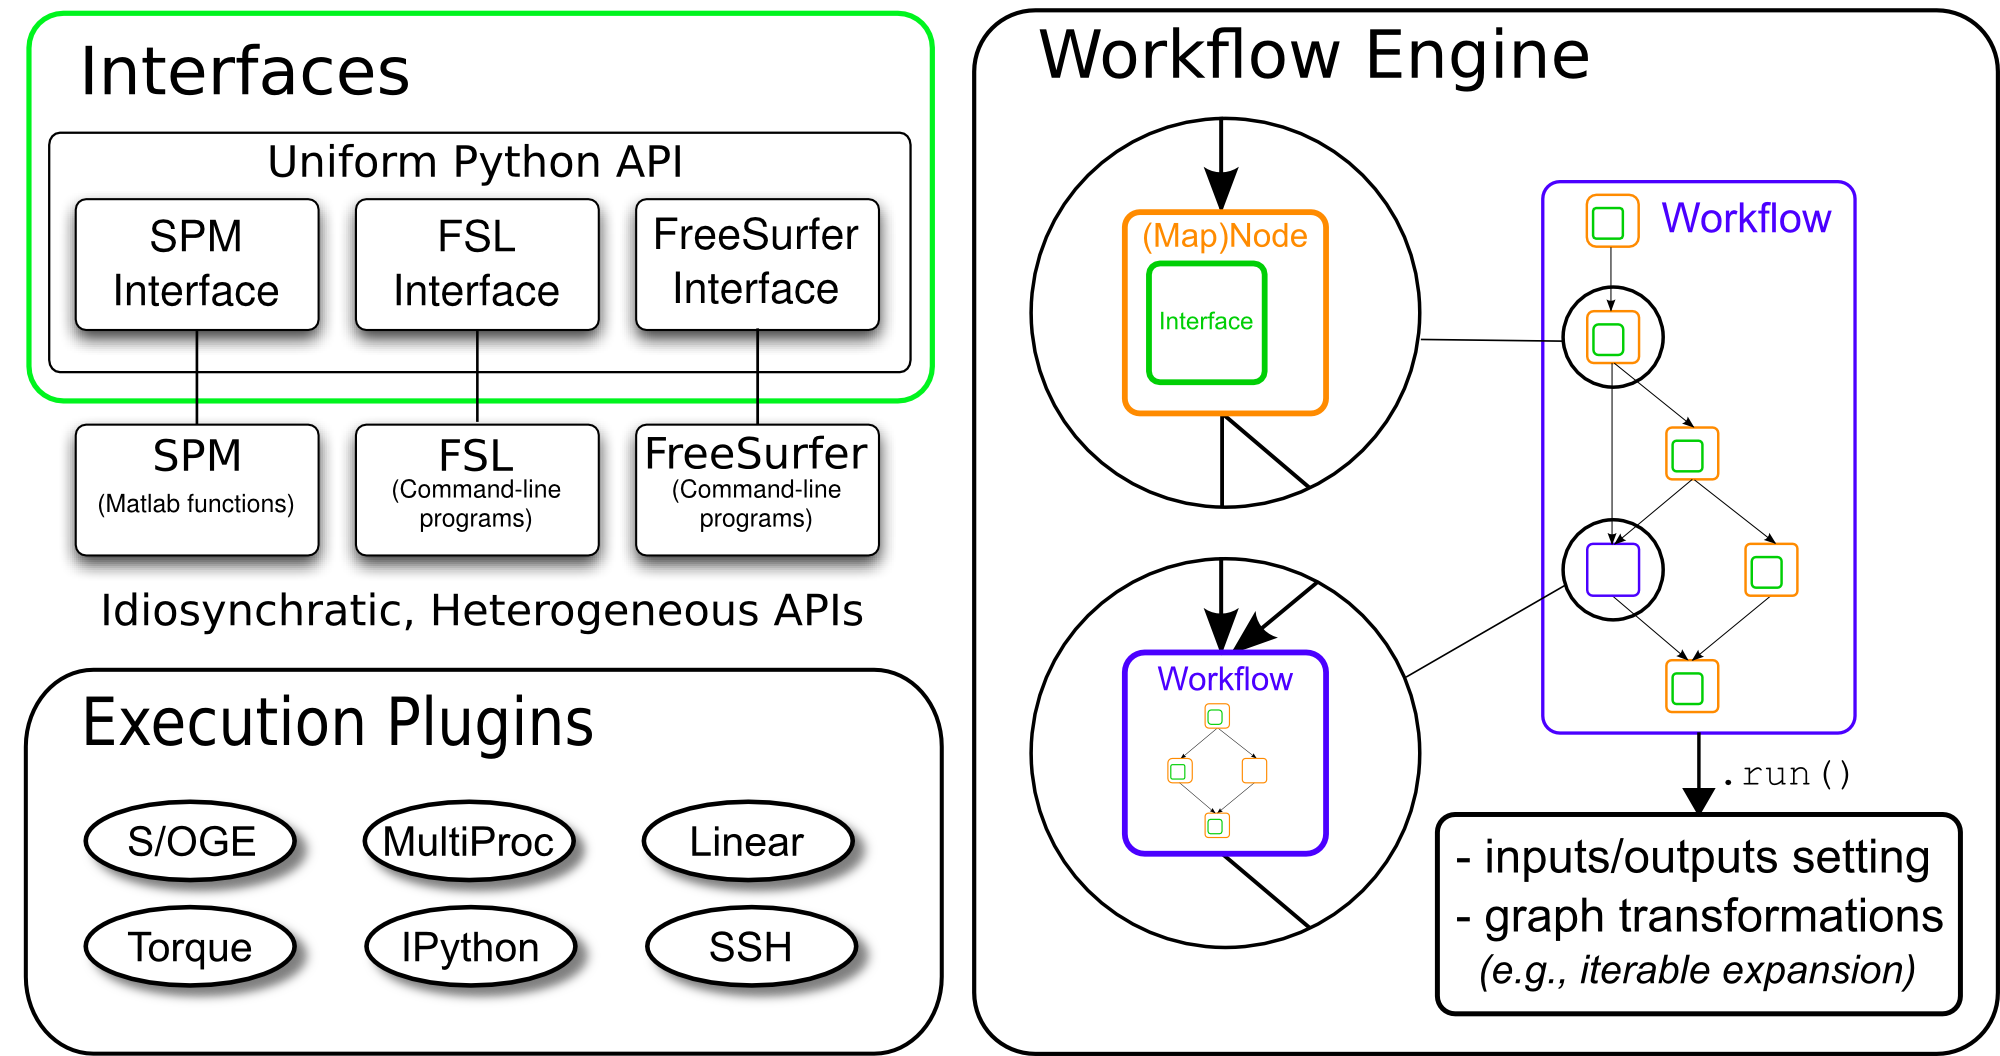 Interfaces
Uniform Python API
SPM
Interface
FSL
Interface
FreeSurfer
Interface
SPM
(Matlab functions)
FSL
(Command-line
programs)
FreeSurfer
(Command-line
programs)
Idiosynchratic, Heterogeneous APIs
Execution Plugins
S/OGE
MultiProc
Linear
Torque
IPython
SSH
Workflow Engine
(Map)Node
Interface
Workflow
Workflow
.run()
- inputs/outputs setting
- graph transformations
(e.g., iterable expansion)